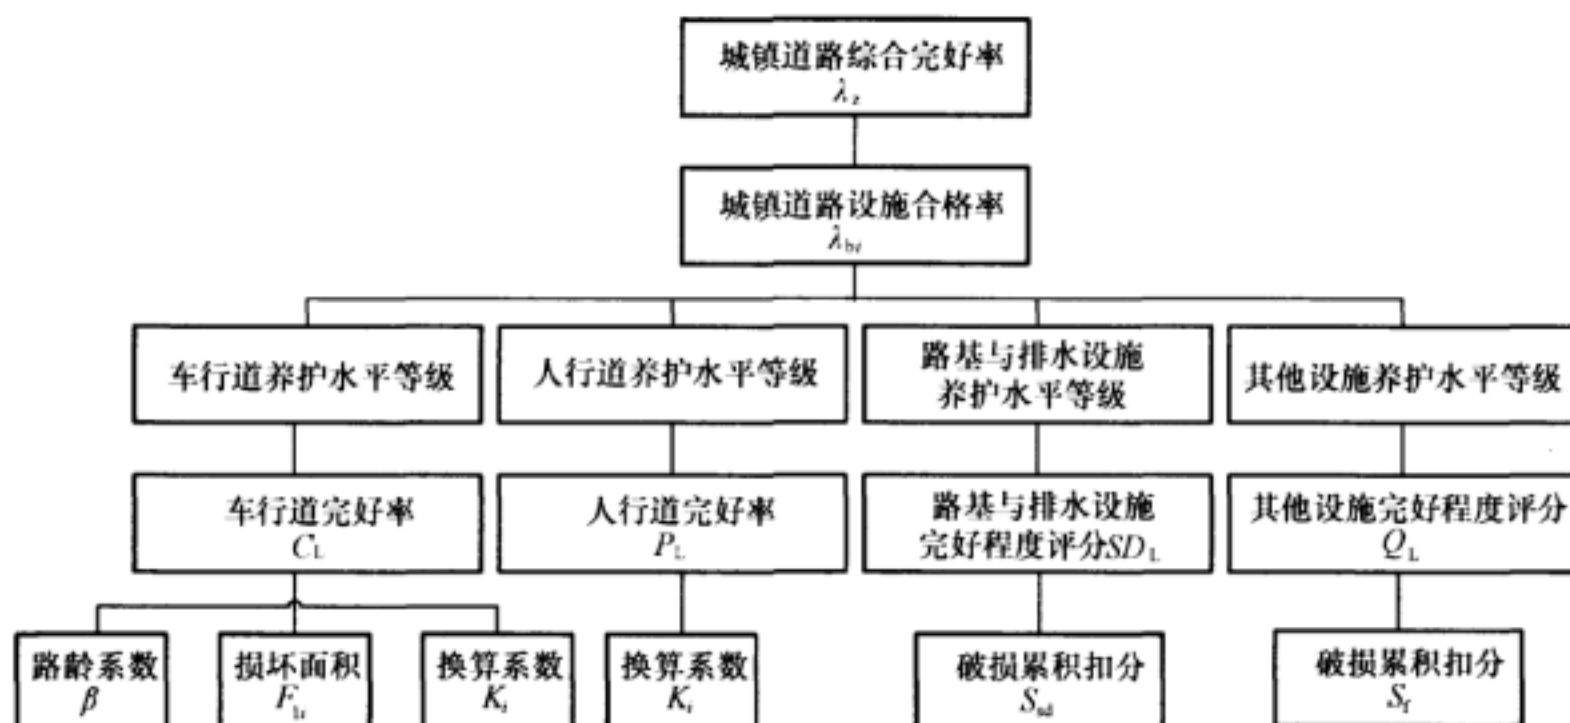 城镇道路综合完好率
λz
城镇道路设施合格率
λbi
车行道养护水平等级
人行道养护水平等级
路基与排水设施
养护水平等级
其他设施养护水平等级
车行道完好率
CL
人行道完好率
PL
路基与排水设施
完好程度评分SDL
其他设施完好程度评分
QL
路龄系数
β
损坏面积
F1i
换算系数
Ki
换算系数
Ki
破损累积扣分
Ssd
破损累积扣分
Sf